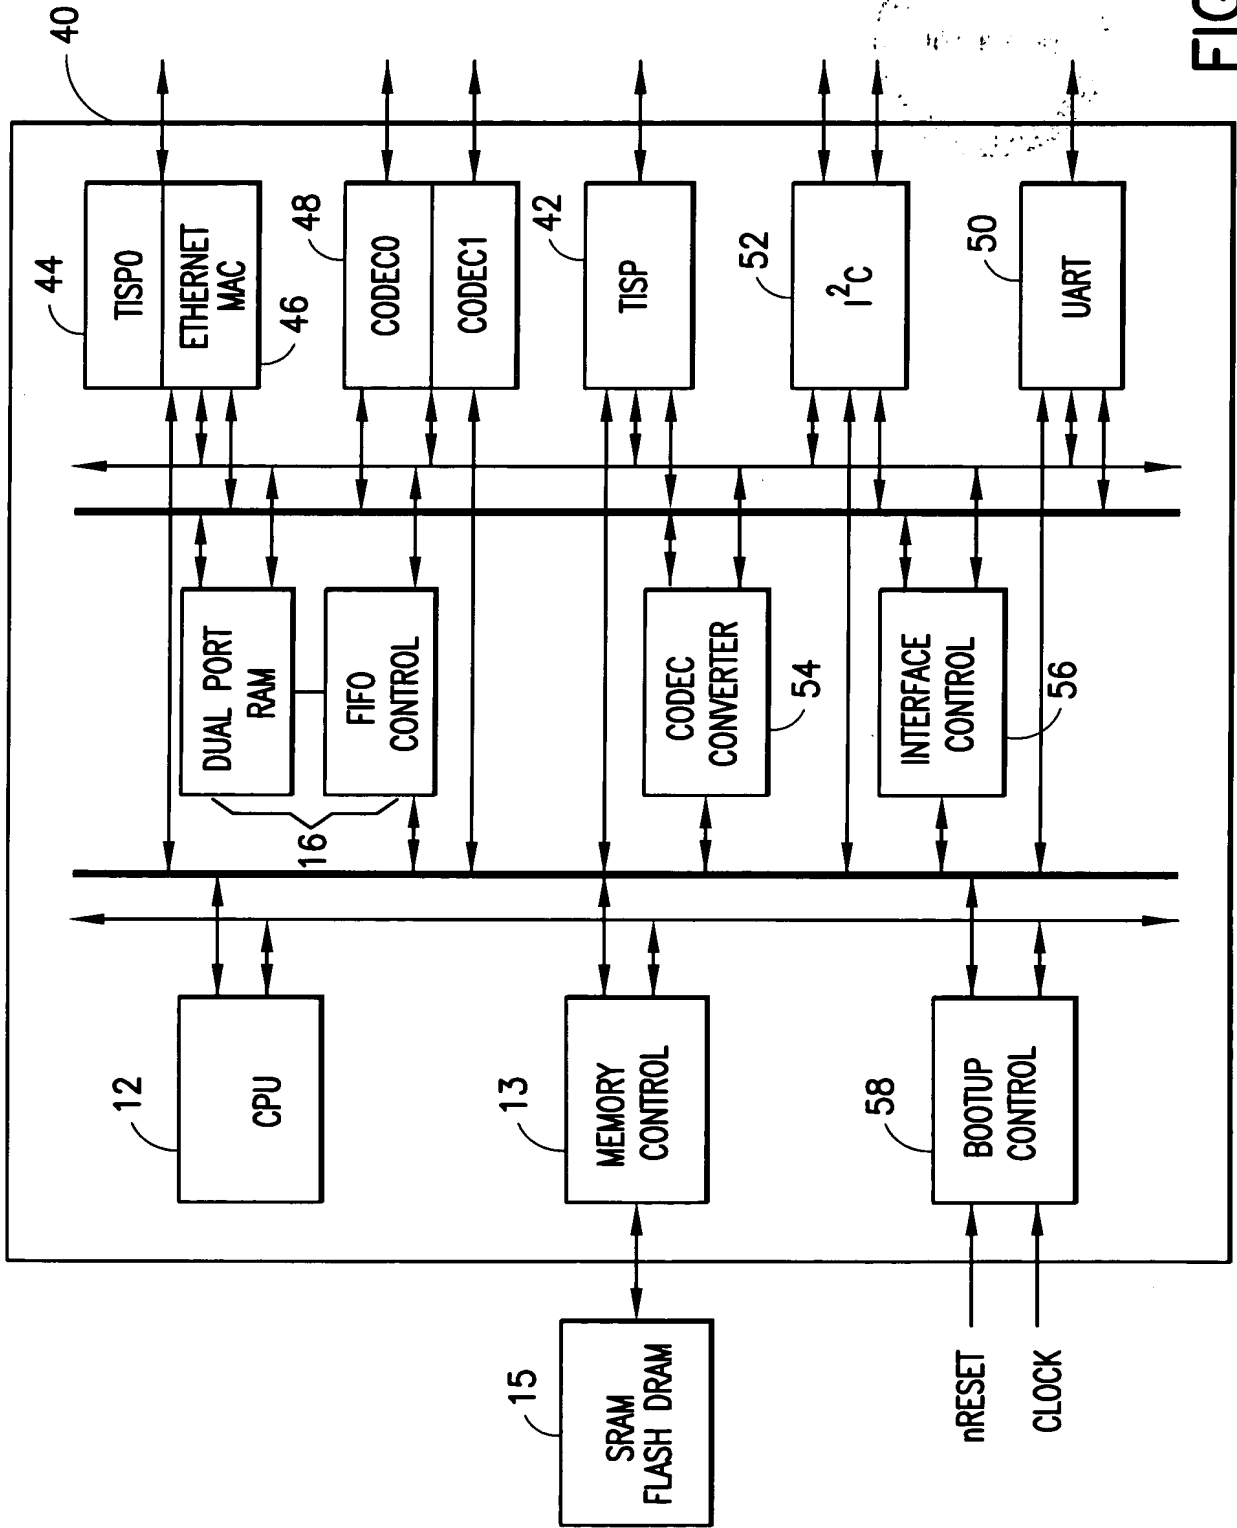 40
44
TISP0
ETHERNET
MAC
46
48
CODEC0
CODEC1
42
TISP
52
I²C
50
UART
DUAL PORT
RAM
FIFO
CONTROL
16
CODEC
CONVERTER
54
INTERFACE
CONTROL
56
12
CPU
13
MEMORY
CONTROL
58
BOOTUP
CONTROL
15
SRAM
FLASH DRAM
nRESET
CLOCK